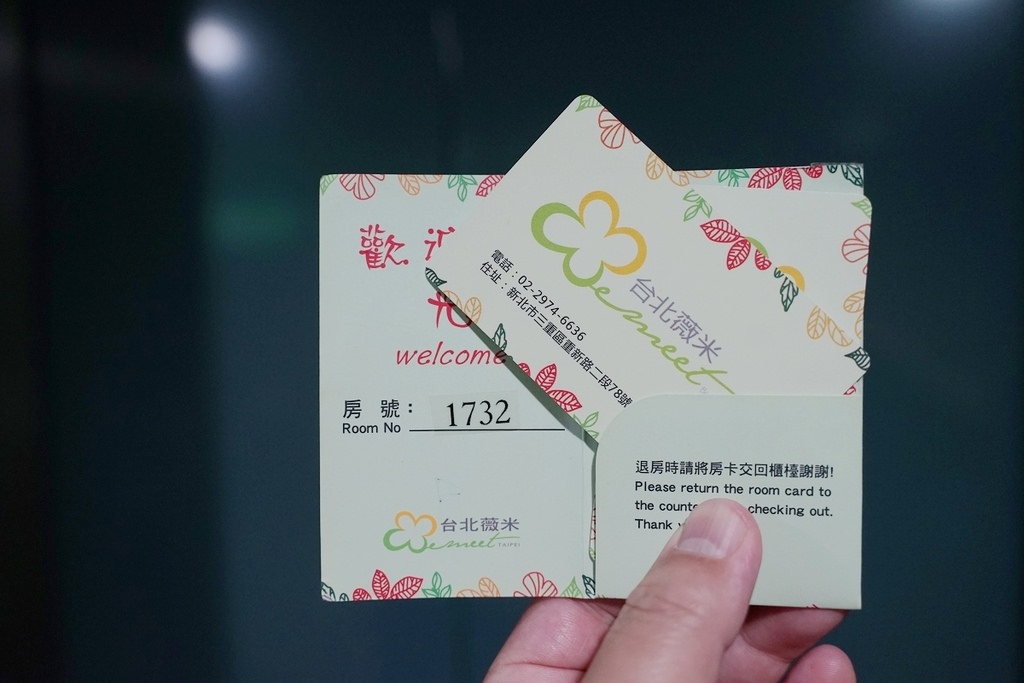 歡
welcome
房 號：
Room No 1732
台北薇米
Wemeet TAIPEI
電話：02-2974-6636
住址：新北市三重區重新路二段78號
台北薇米
Wemeet
退房時請將房卡交回櫃檯謝謝!
Please return the room card to
the counte checking out.
Thank